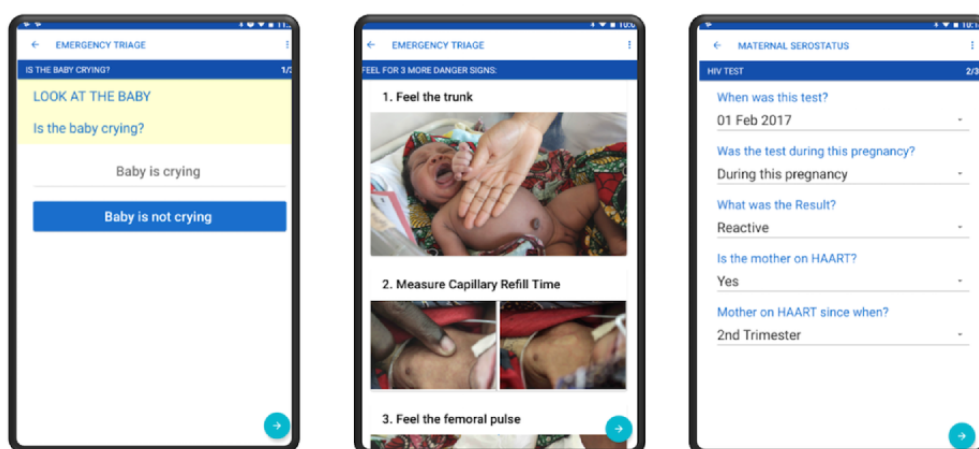 EMERGENCY TRIAGE
IS THE BABY CRYING?
LOOK AT THE BABY
Is the baby crying?
Baby is crying
Baby is not crying
EMERGENCY TRIAGE
FEEL FOR 3 MORE DANGER SIGNS:
1. Feel the trunk
2. Measure Capillary Refill Time
3. Feel the femoral pulse
MATERNAL SEROSTATUS
HIV TEST 2/3
When was this test?
01 Feb 2017
Was the test during this pregnancy?
During this pregnancy
What was the Result?
Reactive
Is the mother on HAART?
Yes
Mother on HAART since when?
2nd Trimester